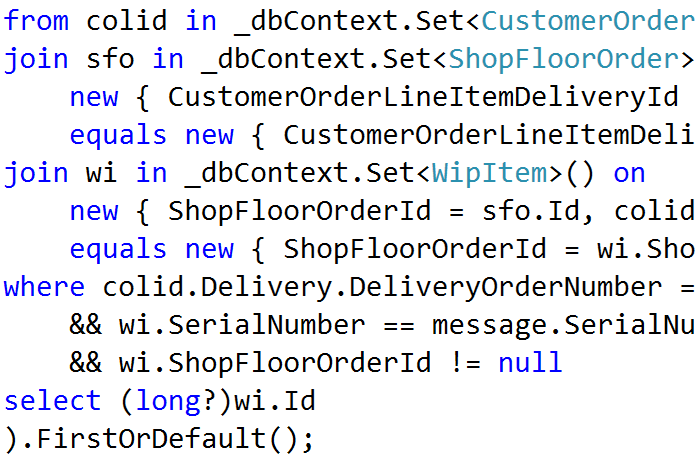 from colid in _dbContext.Set<CustomerOrder
join sfo in _dbContext.Set<ShopFloorOrder>
new { CustomerOrderLineItemDeliveryId
equals new { CustomerOrderLineItemDeli
join wi in _dbContext.Set<WipItem>() on
new { ShopFloorOrderId = sfo.Id, colid
equals new { ShopFloorOrderId = wi.Sho
where colid.Delivery.DeliveryOrderNumber =
&& wi.SerialNumber == message.SerialNu
&& wi.ShopFloorOrderId != null
select (long?)wi.Id
).FirstOrDefault();